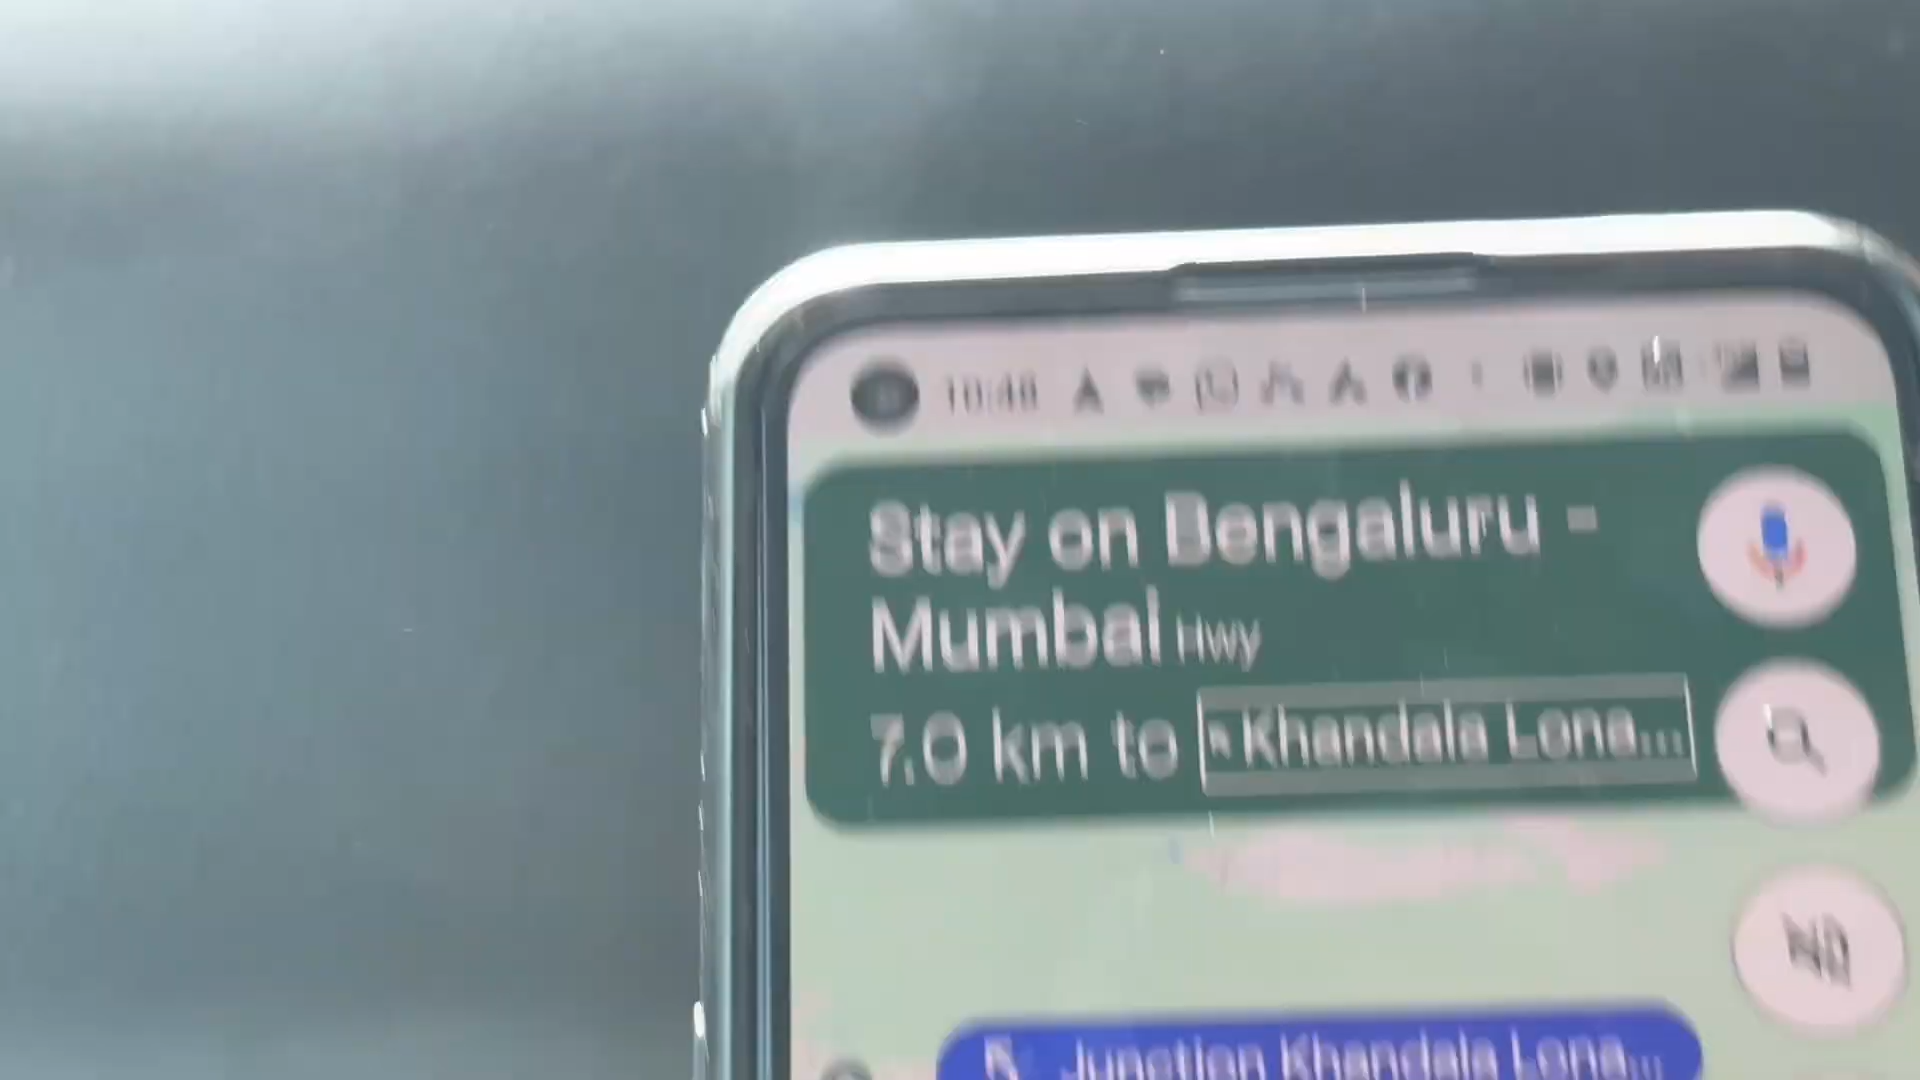 10:48
Stay on Bengaluru -
Mumbai Hwy
7.0 km to Khandala Lona...
Junction Khandala Lona...